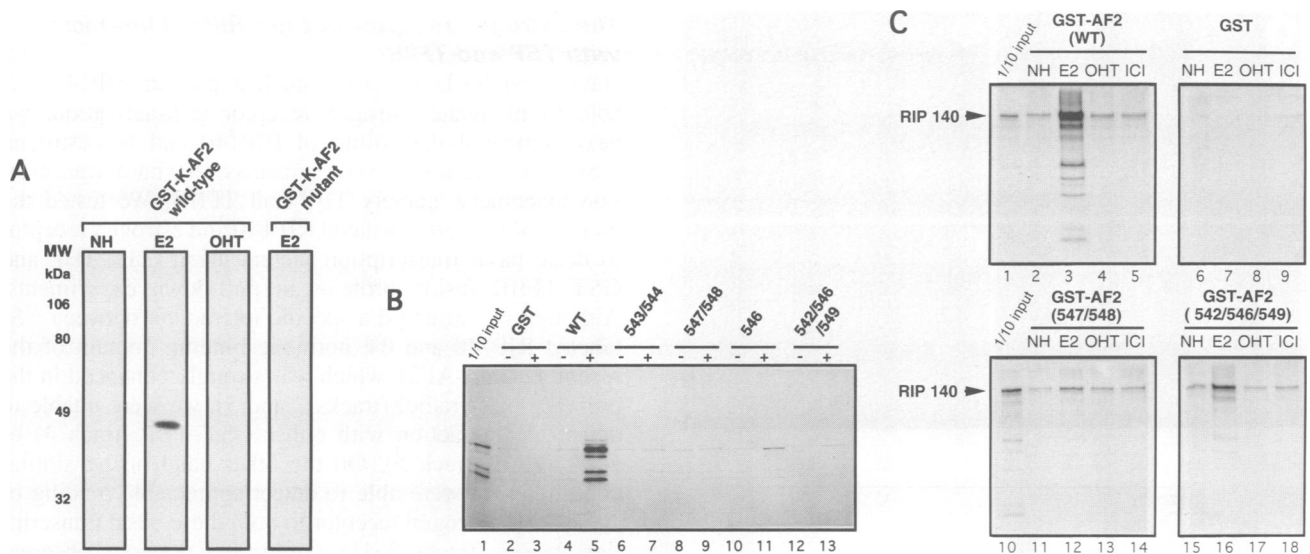 A
GST-K-AF2
wild-type
GST-K-AF2
mutant
NH E2 OHT E2
MW
kDa
106
80
49
32
B
1/10 input
GST
WT
543/544
547/548
546
542/546
/549
- + - + - + - + - + - +
1 2 3 4 5 6 7 8 9 10 11 12 13
C
1/10 input
GST-AF2
(WT)
GST
NH E2 OHT ICI NH E2 OHT ICI
RIP 140
1 2 3 4 5 6 7 8 9
1/10 input
GST-AF2
(547/548)
GST-AF2
( 542/546/549)
NH E2 OHT ICI NH E2 OHT ICI
RIP 140
10 11 12 13 14 15 16 17 18